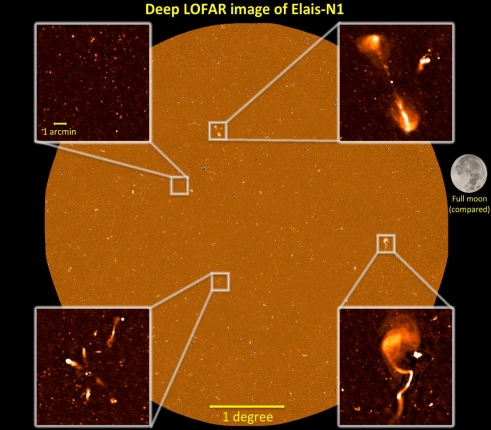 Deep LOFAR image of Elais-N1
1 arcmin
Full moon
(compared)
1 degree